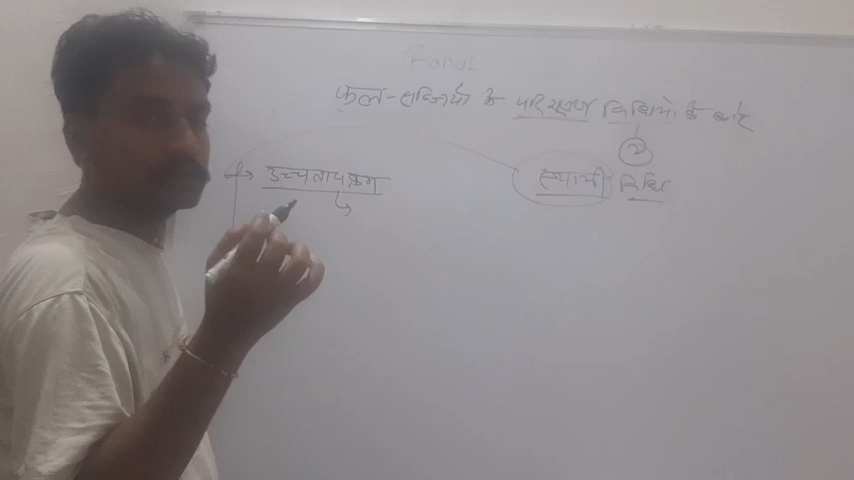 Rahul
फल-सब्जियों के परिरक्षण विधियों के बारे
2
उच्चतापक्रम
स्थायी विधि